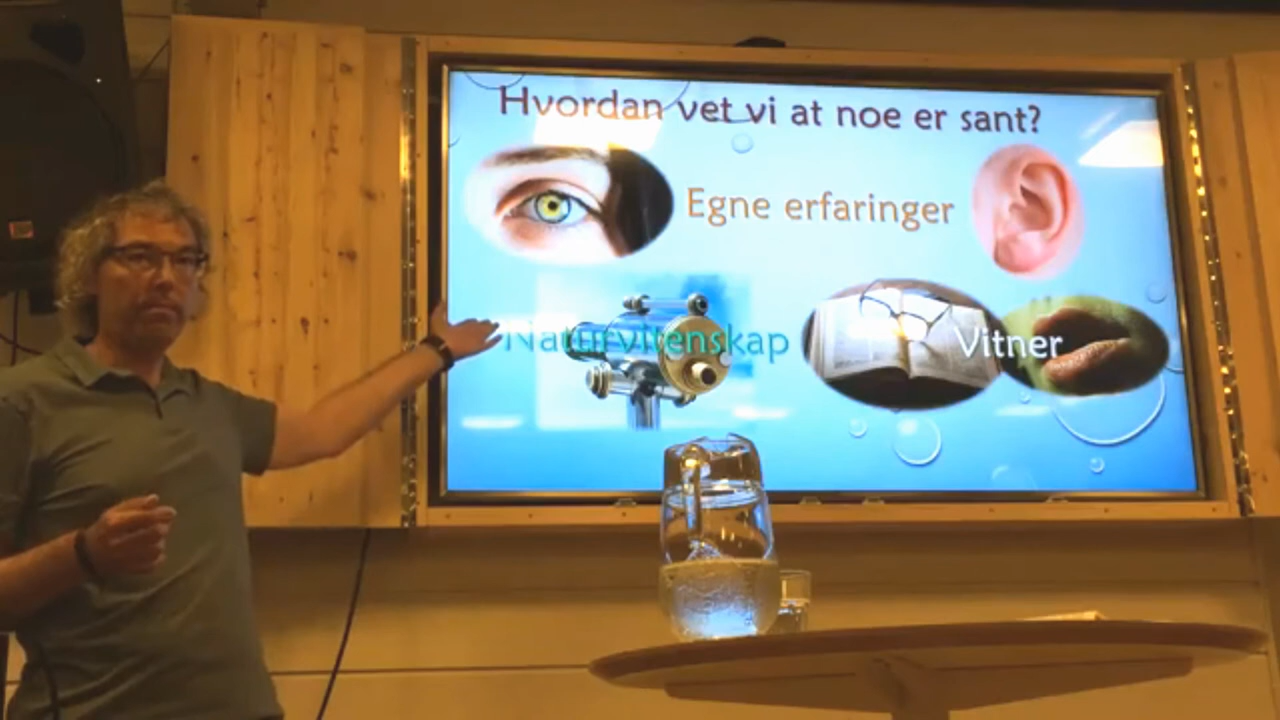 Hvordan vet vi at noe er sant?
Egne erfaringer
Naturvitenskap
Vitner